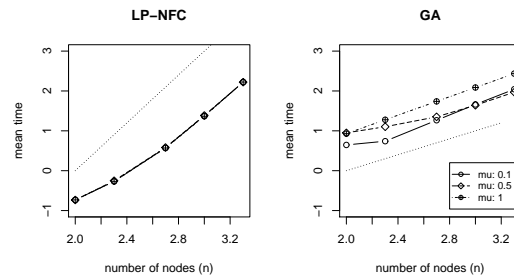 LP−NFC
mean time
3
2
1
0
−1
2.0 2.4 2.8 3.2
number of nodes (n)
GA
mean time
3
2
1
0
−1
2.0 2.4 2.8 3.2
number of nodes (n)
mu: 0.1
mu: 0.5
mu: 1